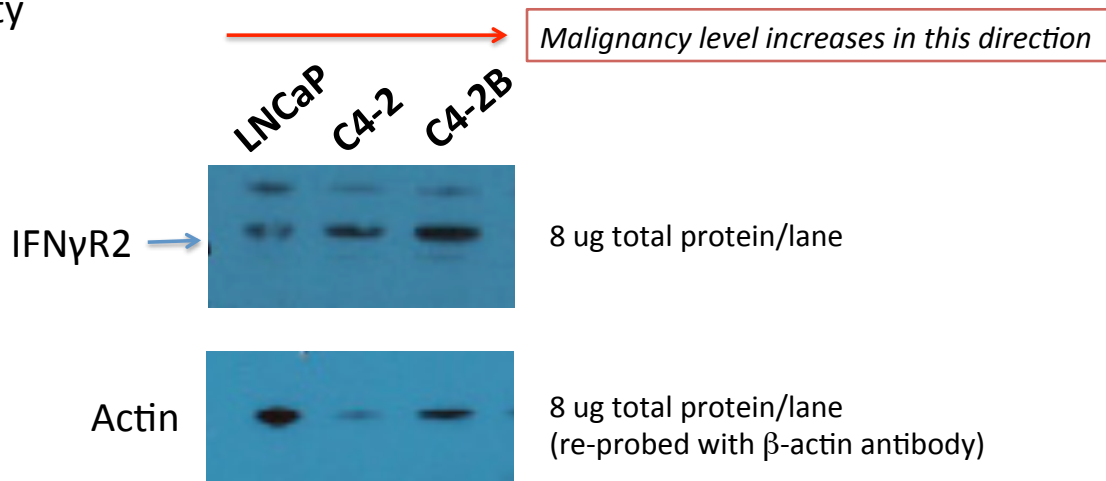 ty
Malignancy level increases in this direction
LNCaP C4-2 C4-2B
IFNγR2
8 ug total protein/lane
Actin
8 ug total protein/lane
(re-probed with β-actin antibody)